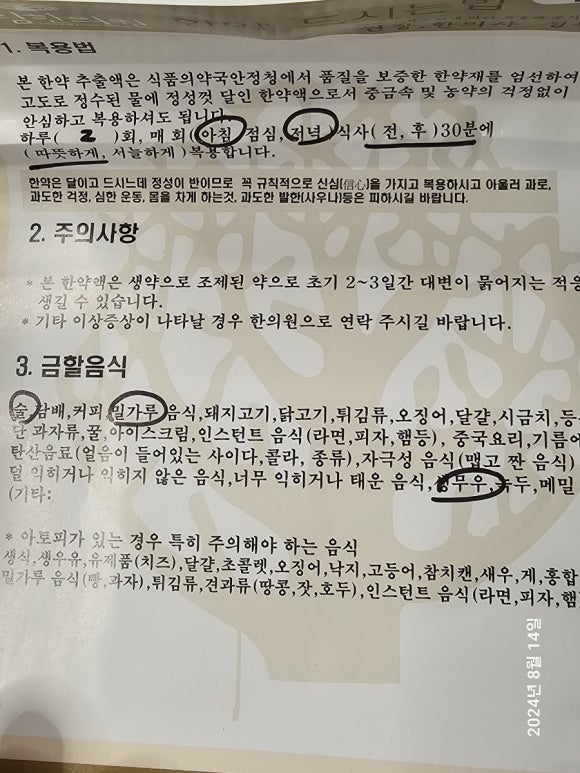 드시는법
1. 복용법
본 한약 추출액은 식품의약국안정청에서 품질을 보증한 한약재를 엄선하여
고도로 정수된 물에 정성껏 달인 한약액으로서 중금속 및 농약의 걱정없이
안심하고 복용하셔도 됩니다.
하루( 2 )회, 매 회(아침, 점심, 저녁)식사( 전, 후 )30분에
( 따뜻하게, 서늘하게 )복용합니다.
한약은 달이고 드시는데 정성이 반이므로 꼭 규칙적으로 신심(信心)을 가지고 복용하시고 아울러 과로,
과도한 걱정, 심한 운동, 몸을 차게 하는것, 과도한 발한(사우나)등은 피하시길 바랍니다.
2. 주의사항
* 본 한약액은 생약으로 조제된 약으로 초기 2~3일간 대변이 묽어지는 적응
생길 수 있습니다.
* 기타 이상증상이 나타날 경우 한의원으로 연락 주시길 바랍니다.
3. 금할음식
술,담배,커피,밀가루 음식,돼지고기,닭고기,튀김류,오징어,달걀,시금치,등
단 과자류,꿀,아이스크림,인스턴트 음식(라면,피자,햄등), 중국요리,기름
탄산음료(얼음이 들어있는 사이다,콜라, 종류),자극성 음식(맵고 짠 음식)
덜 익히거나 익히지 않은 음식,너무 익히거나 태운 음식,생무우,녹두,메밀
(기타:
* 아토피가 있는 경우 특히 주의해야 하는 음식
생식,생우유,유제품(치즈),달걀,초콜렛,오징어,낙지,고등어,참치캔,새우,게,홍합
밀가루 음식(빵,과자),튀김류,견과류(땅콩,잣,호두),인스턴트 음식(라면,피자,햄
2024년 8월 14일